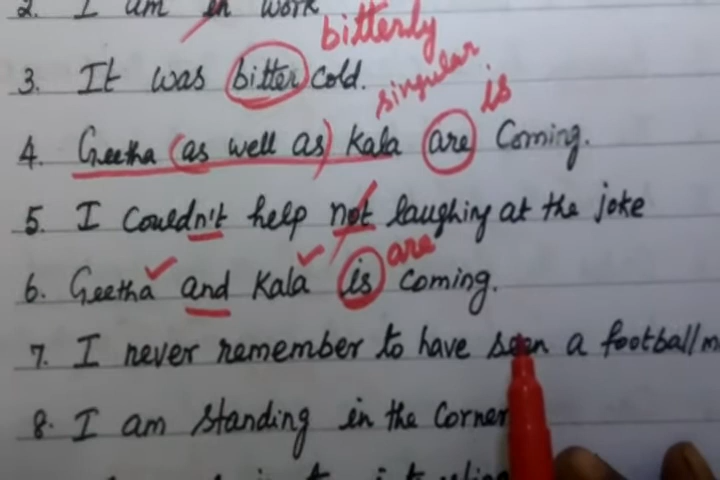 2. I am in work
bitterly
3. It was bitter cold.
singular is
4. Geetha (as well as) Kala are Coming.
5. I couldn't help not laughing at the joke
are
6. Geetha and Kala is coming.
7. I never remember to have seen a football m
8. I am standing in the Corner